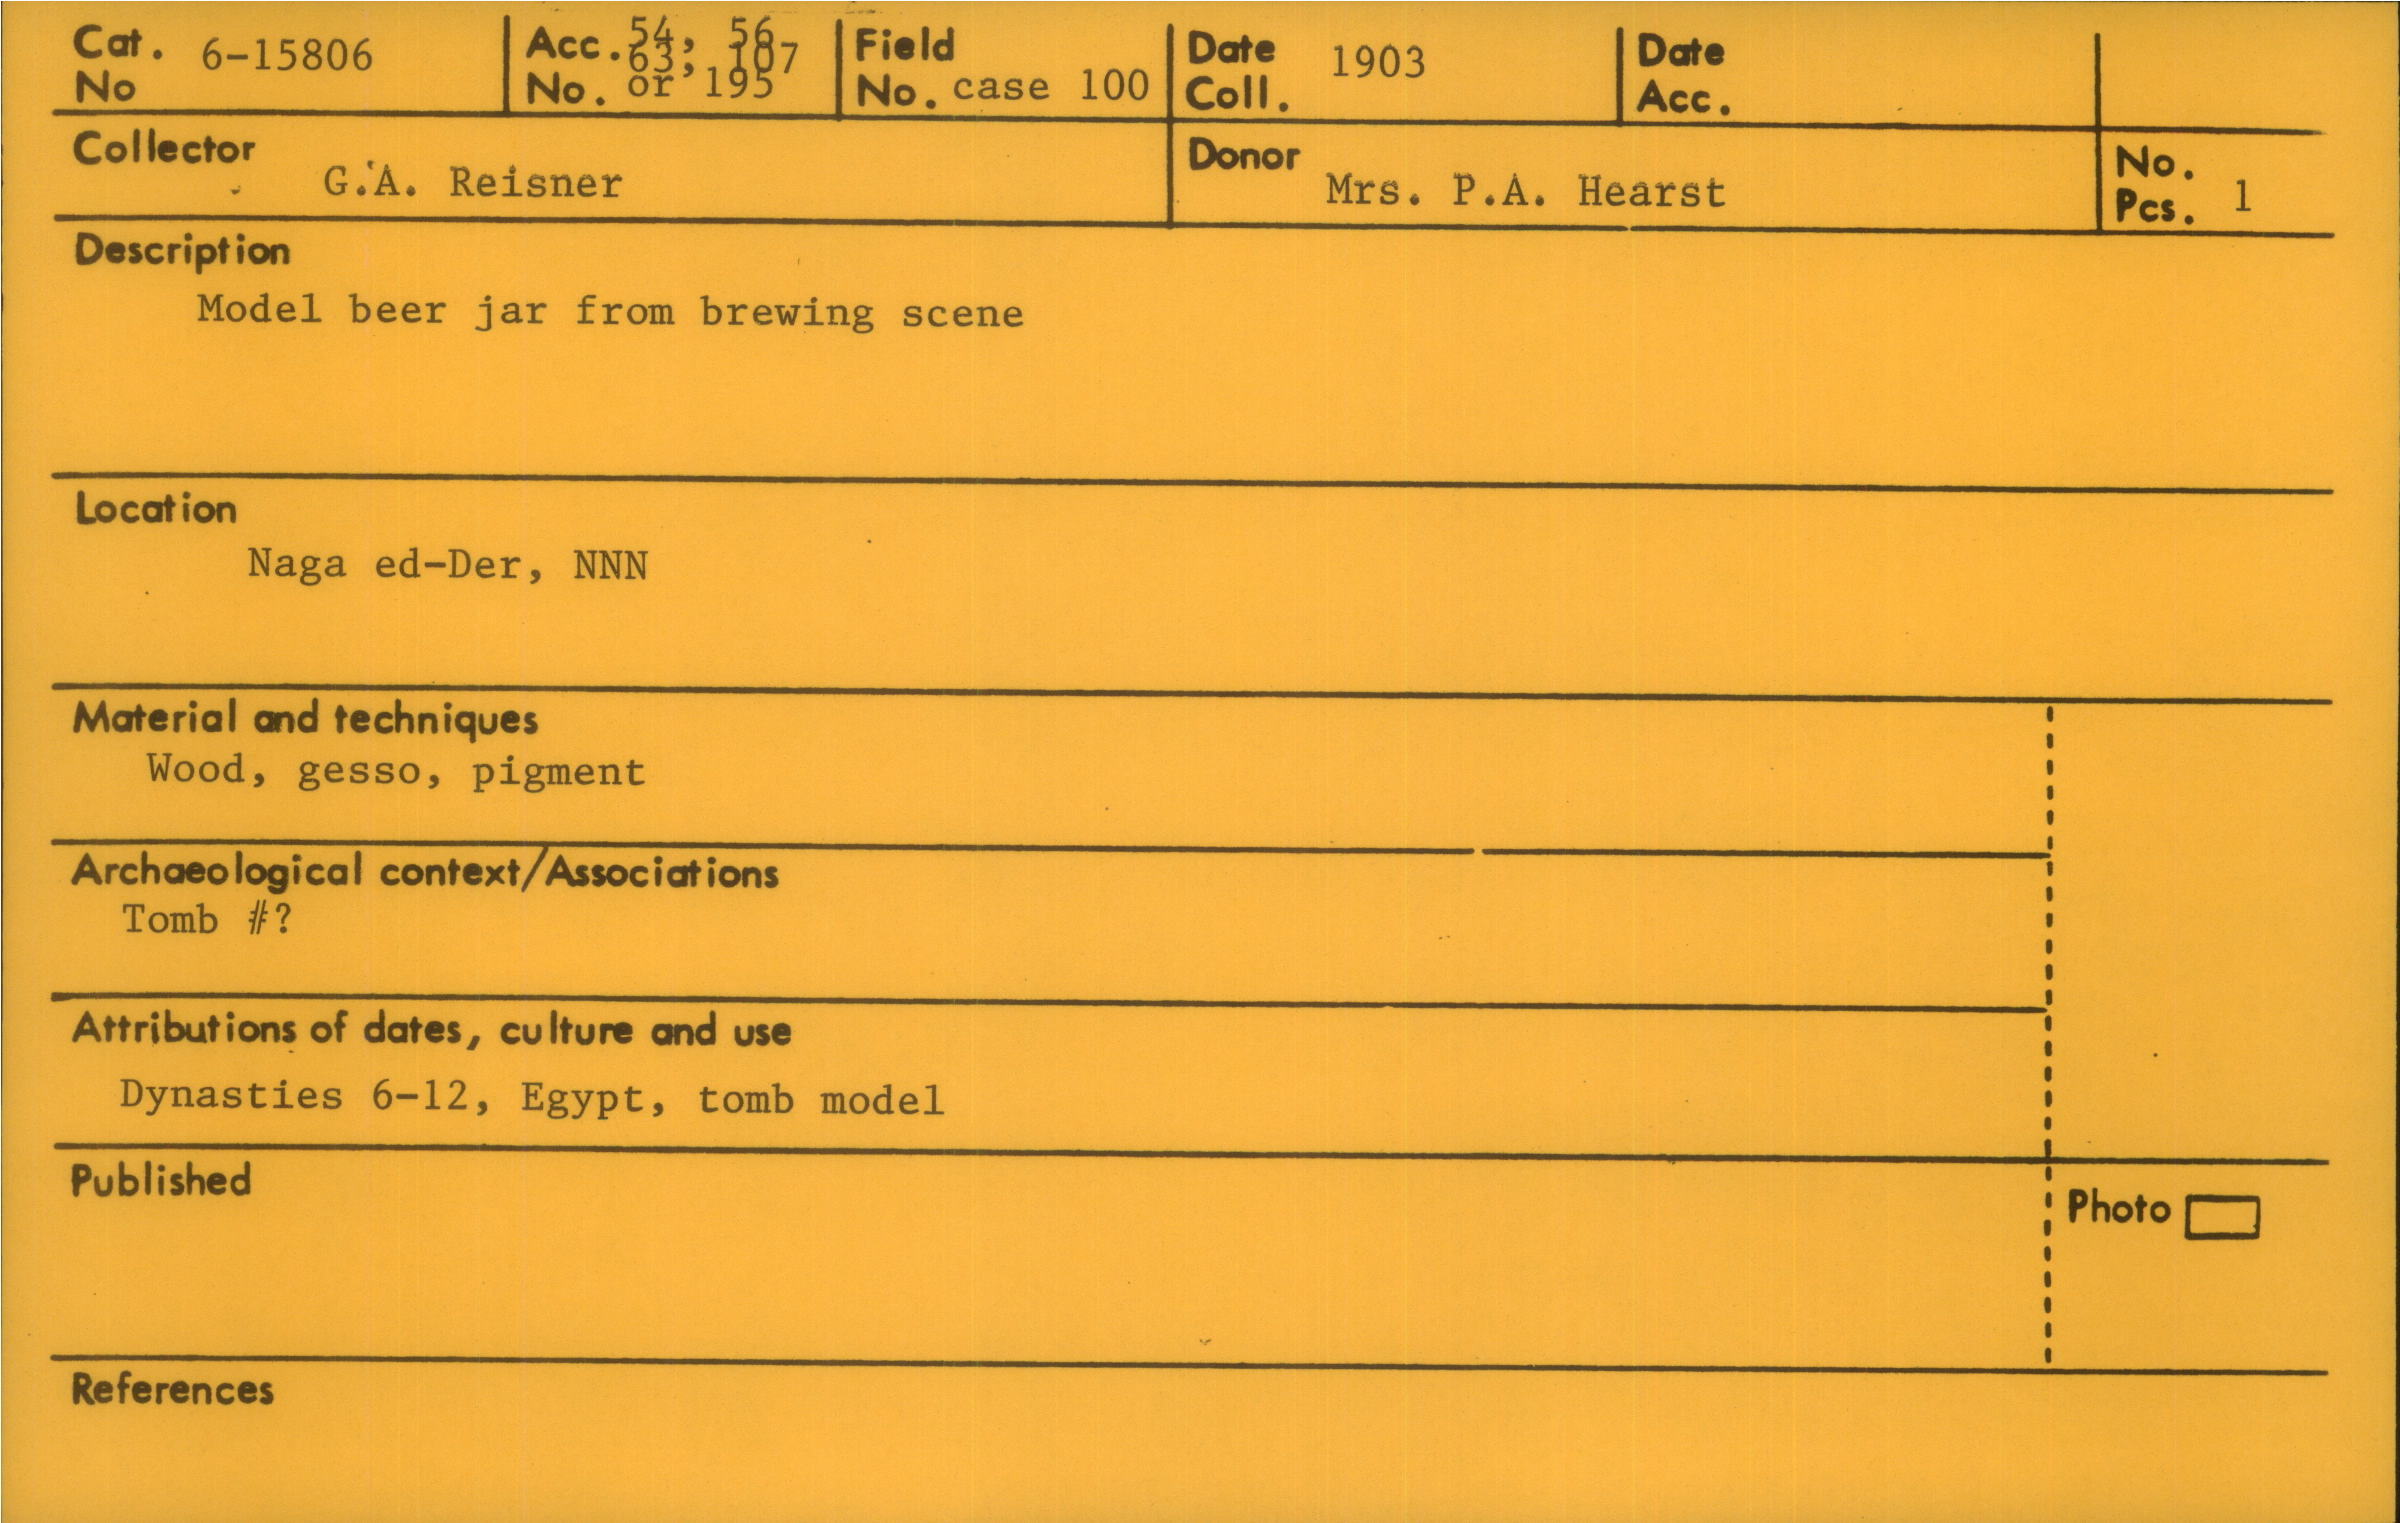 Cat. No 6-15806
Acc. No. 54, 56, 63, 107 or 195
Field No. case 100
Date Coll. 1903
Date Acc.
Collector G.A. Reisner
Donor Mrs. P.A. Hearst
No. Pcs. 1
Description
Model beer jar from brewing scene
Location
Naga ed-Der, NNN
Material and techniques
Wood, gesso, pigment
Archaeological context/Associations
Tomb #?
Attributions of dates, culture and use
Dynasties 6-12, Egypt, tomb model
Published
Photo
References